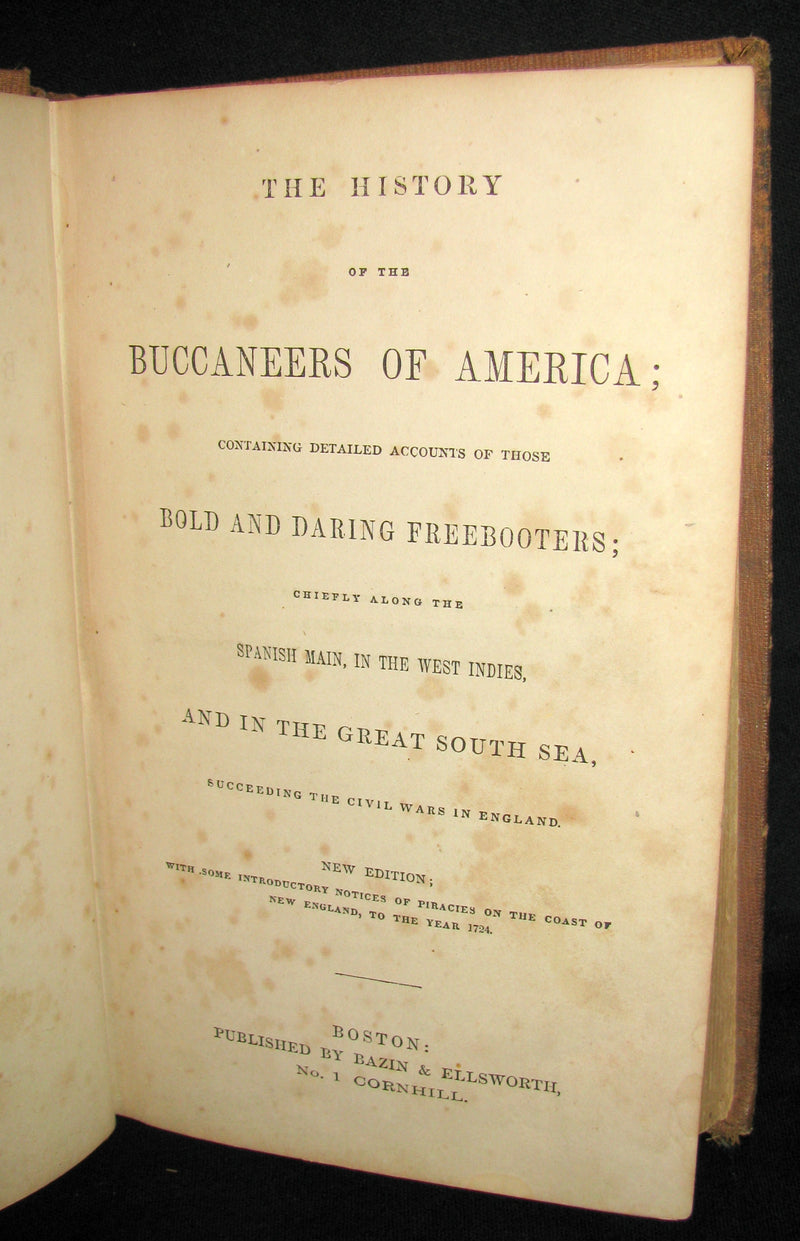 THE HISTORY
OF THE
BUCCANEERS OF AMERICA;
CONTAINING DETAILED ACCOUNTS OF THOSE
BOLD AND DARING FREEBOOTERS;
CHIEFLY ALONG THE
SPANISH MAIN, IN THE WEST INDIES,
AND IN THE GREAT SOUTH SEA,
SUCCEEDING THE CIVIL WARS IN ENGLAND.
NEW EDITION;
WITH SOME INTRODUCTORY NOTICES OF PIRACIES ON THE COAST OF
NEW ENGLAND, TO THE YEAR 1724.
BOSTON:
PUBLISHED BY BAZIN & ELLSWORTH,
No. 1 CORNHILL.